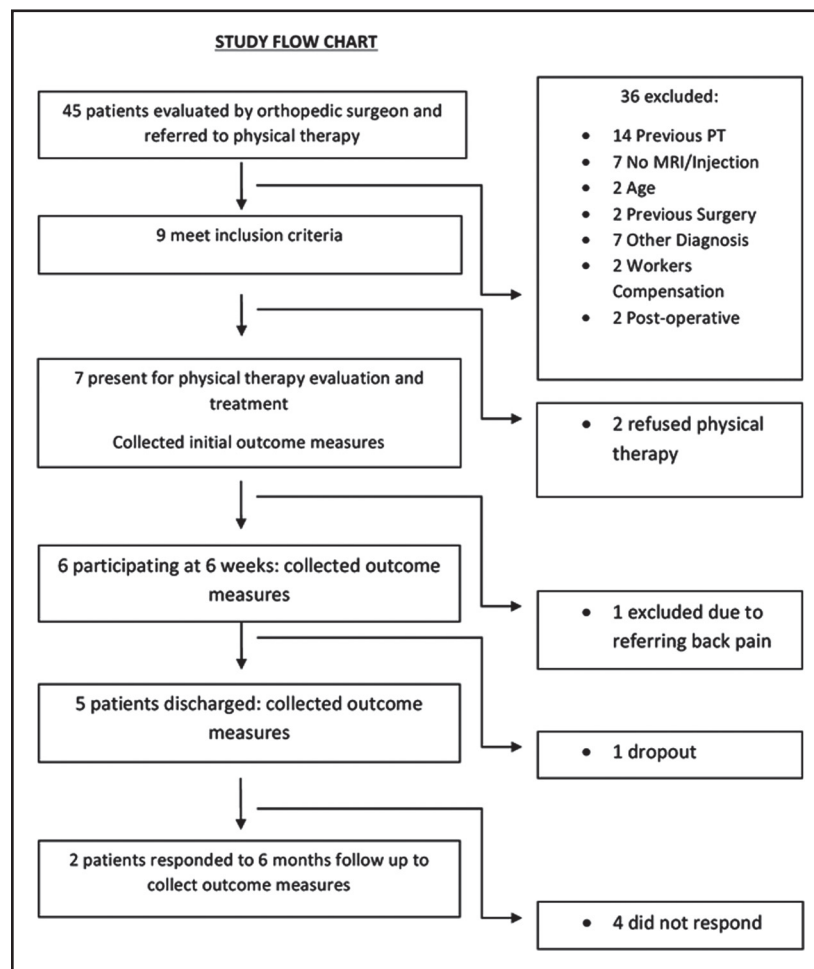 STUDY FLOW CHART
45 patients evaluated by orthopedic surgeon and
referred to physical therapy
36 excluded:
• 14 Previous PT
• 7 No MRI/Injection
• 2 Age
• 2 Previous Surgery
• 7 Other Diagnosis
• 2 Workers
Compensation
• 2 Post-operative
9 meet inclusion criteria
7 present for physical therapy evaluation and
treatment
Collected initial outcome measures
• 2 refused physical
therapy
6 participating at 6 weeks: collected outcome
measures
• 1 excluded due to
referring back pain
5 patients discharged: collected outcome
measures
• 1 dropout
2 patients responded to 6 months follow up to
collect outcome measures
• 4 did not respond